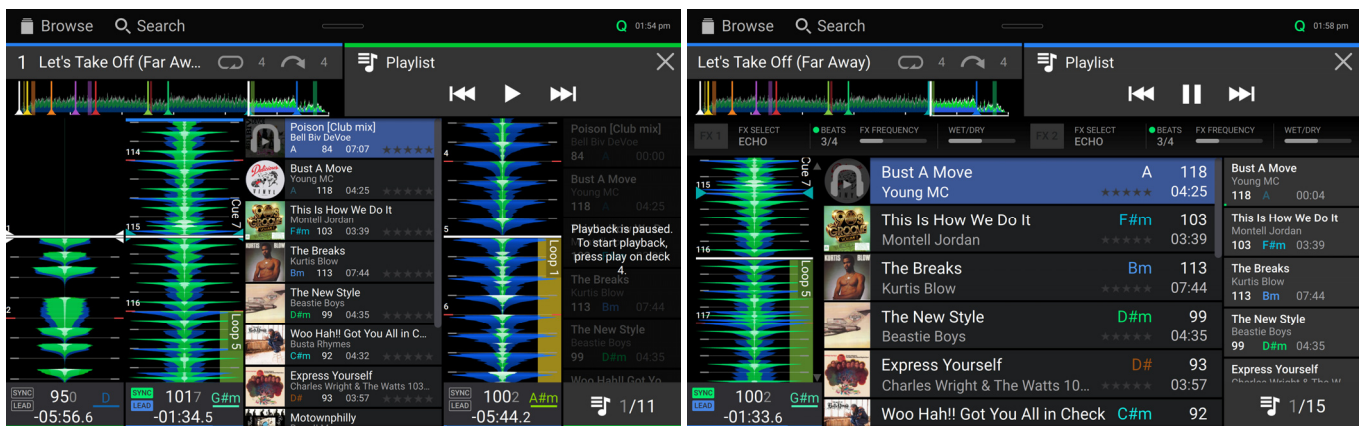 Browse Search Q 01:54 pm
1 Let's Take Off (Far Aw... 4 4 Playlist
Poison [Club mix]
Bell Biv DeVoe
A 84 07:07
Bust A Move
Young MC
A 118 04:25
This Is How We Do It
Montell Jordan
F#m 103 03:39
The Breaks
Kurtis Blow
Bm 113 07:44
The New Style
Beastie Boys
D#m 99 04:35
Woo Hah!! Got You All in C...
Busta Rhymes
C#m 92 04:32
Express Yourself
Charles Wright & The Watts 103...
D# 93 03:57
Motownphilly
1
2
114
115
116
Cue 7
Loop 5
4
5
6
Loop 1
Poison [Club mix]
Bell Biv DeVoe
84 A 00:00
Bust A Move
Young MC
118 A 04:25
Playback is paused.
To start playback,
press play on deck
4.
The Breaks
Kurtis Blow
113 Bm 07:44
The New Style
Beastie Boys
99 D#m 04:35
Woo Hah!! Got Yo
SYNC LEAD 950 D
-05:56.6
SYNC LEAD 1017 G#m
-01:34.5
SYNC LEAD 1002 A#m
-05:44.2
1/11
Browse Search Q 01:58 pm
Let's Take Off (Far Away) 4 4 Playlist
FX 1 FX SELECT ECHO BEATS 3/4 FX FREQUENCY WET/DRY
FX 2 FX SELECT ECHO BEATS 3/4 FX FREQUENCY WET/DRY
115
116
117
Cue 7
Loop 5
Bust A Move A 118
Young MC 04:25
This Is How We Do It F#m 103
Montell Jordan 03:39
The Breaks Bm 113
Kurtis Blow 07:44
The New Style D#m 99
Beastie Boys 04:35
Express Yourself D# 93
Charles Wright & The Watts 10... 03:57
Woo Hah!! Got You All in Check C#m 92
Bust A Move
Young MC
118 A 00:04
This Is How We Do It
Montell Jordan
103 F#m 03:39
The Breaks
Kurtis Blow
113 Bm 07:44
The New Style
Beastie Boys
99 D#m 04:35
Express Yourself
Charles Wright & The W
SYNC LEAD 1002 G#m
-01:33.6
1/15